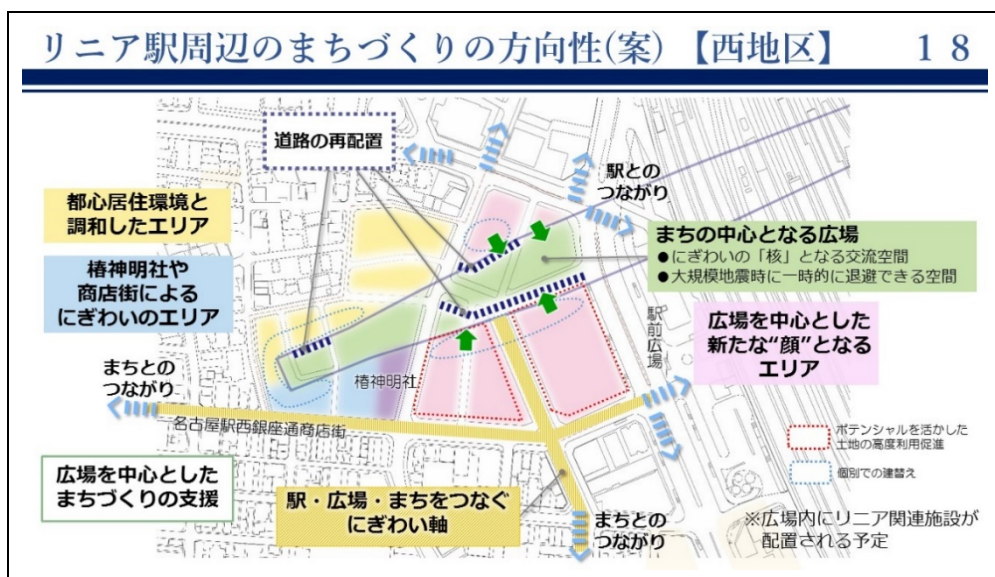 リニア駅周辺のまちづくりの方向性(案)【西地区】 18
道路の再配置
駅との
つながり
都心居住環境と
調和したエリア
まちの中心となる広場
●にぎわいの「核」となる交流空間
●大規模地震時に一時的に退避できる空間
椿神明社や
商店街による
にぎわいのエリア
駅前広場
広場を中心とした
新たな“顔”となる
エリア
まちとの
つながり
椿神明社
名古屋駅西銀座通商店街
ポテンシャルを活かした
土地の高度利用促進
個別での建替え
広場を中心とした
まちづくりの支援
駅・広場・まちをつなぐ
にぎわい軸
まちとの
つながり
※広場内にリニア関連施設が
配置される予定